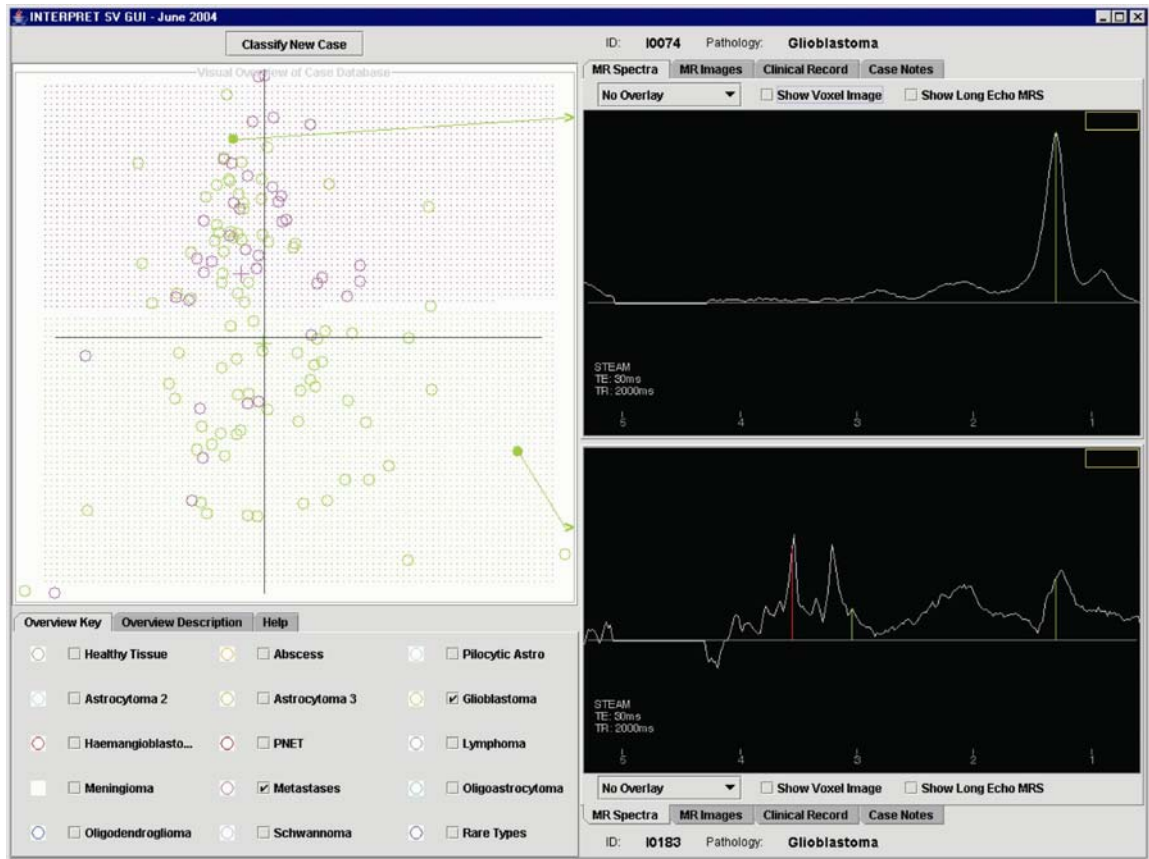 INTERPRET SV GUI - June 2004
Classify New Case
Visual Overview of Case Database
Overview Key Overview Description Help
Healthy Tissue Abscess Pilocytic Astro
Astrocytoma 2 Astrocytoma 3 Glioblastoma
Haemangioblasto... PNET Lymphoma
Meningioma Metastases Oligoastrocytoma
Oligodendroglioma Schwannoma Rare Types
ID: I0074 Pathology: Glioblastoma
MR Spectra MR Images Clinical Record Case Notes
No Overlay Show Voxel Image Show Long Echo MRS
STEAM
TE: 30ms
TR: 2000ms
5 4 3 2 1
STEAM
TE: 30ms
TR: 2000ms
5 4 3 2 1
No Overlay Show Voxel Image Show Long Echo MRS
MR Spectra MR Images Clinical Record Case Notes
ID: I0183 Pathology: Glioblastoma